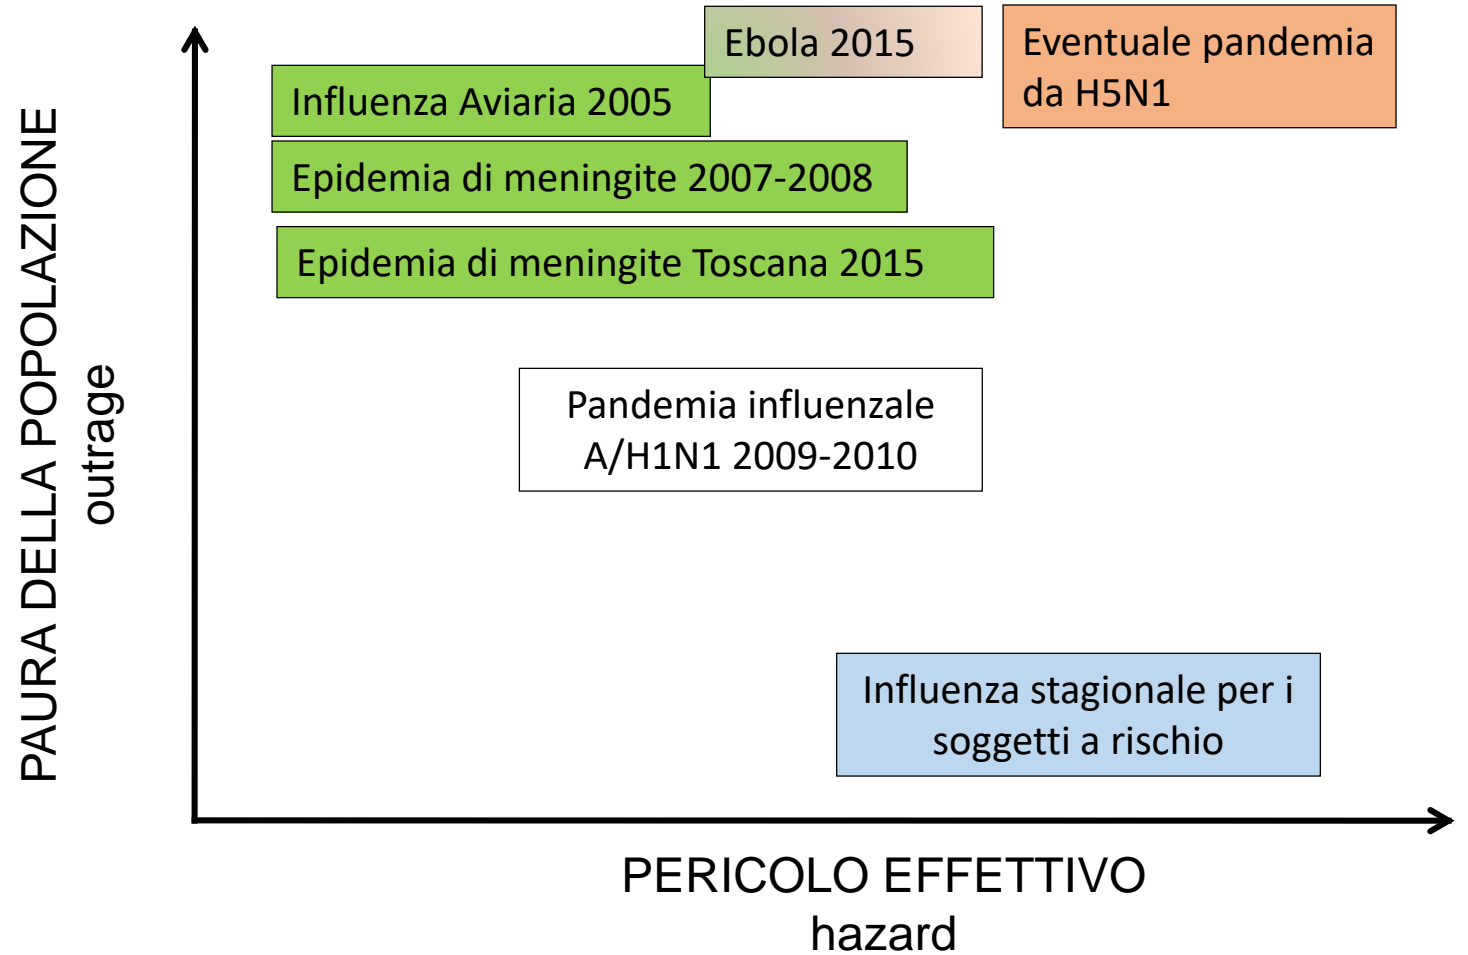 PAURA DELLA POPOLAZIONE
outrage
Ebola 2015
Eventuale pandemia
da H5N1
Influenza Aviaria 2005
Epidemia di meningite 2007-2008
Epidemia di meningite Toscana 2015
Pandemia influenzale
A/H1N1 2009-2010
Influenza stagionale per i
soggetti a rischio
PERICOLO EFFETTIVO
hazard